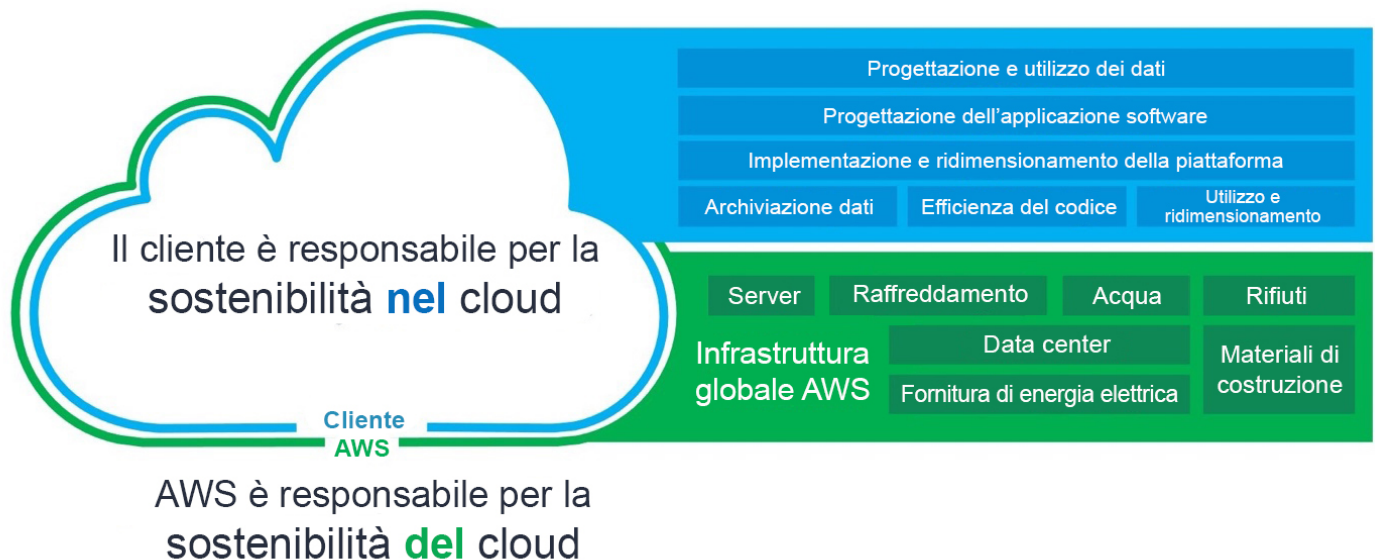 Progettazione e utilizzo dei dati
Progettazione dell'applicazione software
Implementazione e ridimensionamento della piattaforma
Archiviazione dati
Efficienza del codice
Utilizzo e
ridimensionamento
Il cliente è responsabile per la
sostenibilità nel cloud
Server
Raffreddamento
Acqua
Rifiuti
Infrastruttura
globale AWS
Data center
Fornitura di energia elettrica
Materiali di
costruzione
Cliente
AWS
AWS è responsabile per la
sostenibilità del cloud